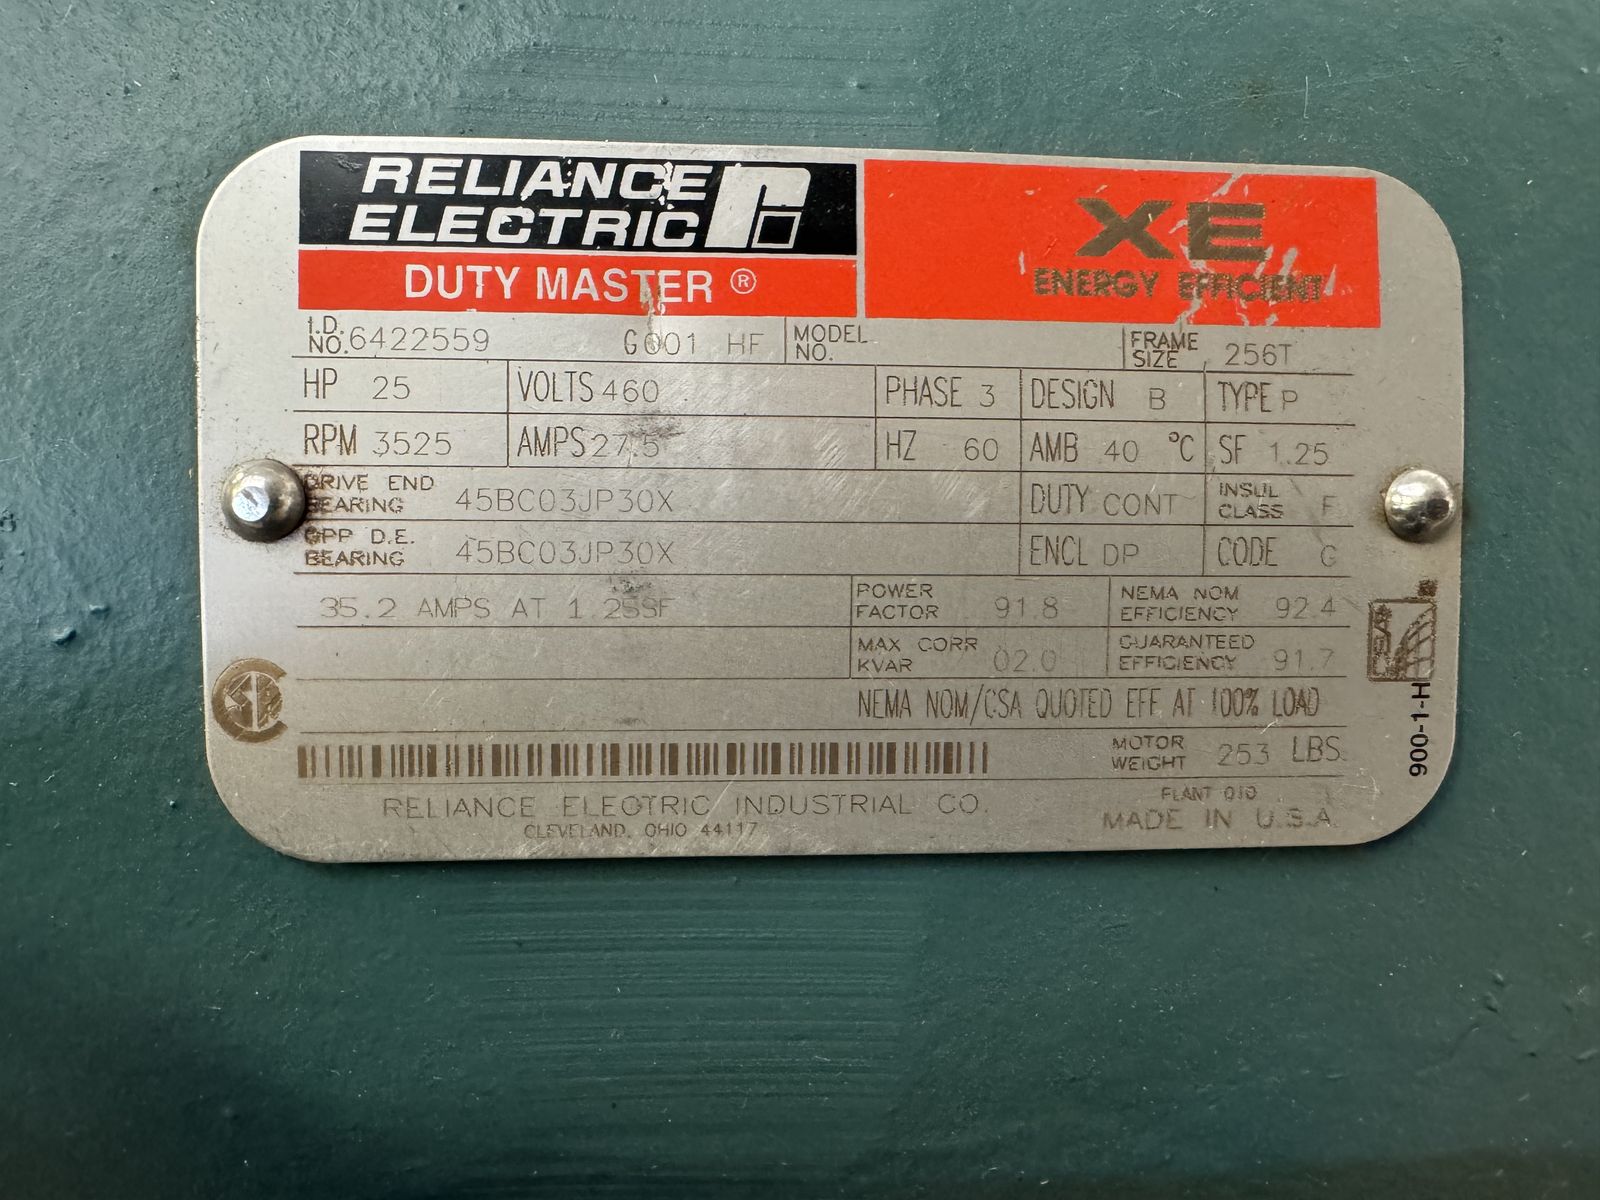 RELIANCE
ELECTRIC
DUTY MASTER ®
XE
ENERGY EFFICIENT
I.D. NO. 6422559 G001 HF MODEL NO. FRAME SIZE 256T
HP 25 VOLTS 460 PHASE 3 DESIGN B TYPE P
RPM 3525 AMPS 27.5 HZ 60 AMB 40 °C SF 1.25
DRIVE END BEARING 45BC03JP30X DUTY CONT INSUL CLASS F
OPP D.E. BEARING 45BC03JP30X ENCL DP CODE G
35.2 AMPS AT 1.25SF POWER FACTOR 91.8 NEMA NOM EFFICIENCY 92.4
MAX CORR KVAR 02.0 GUARANTEED EFFICIENCY 91.7
NEMA NOM/CSA QUOTED EFF. AT 100% LOAD
MOTOR WEIGHT 253 LBS.
RELIANCE ELECTRIC INDUSTRIAL CO.
CLEVELAND, OHIO 44117
PLANT 010
MADE IN U.S.A.
H-1-006